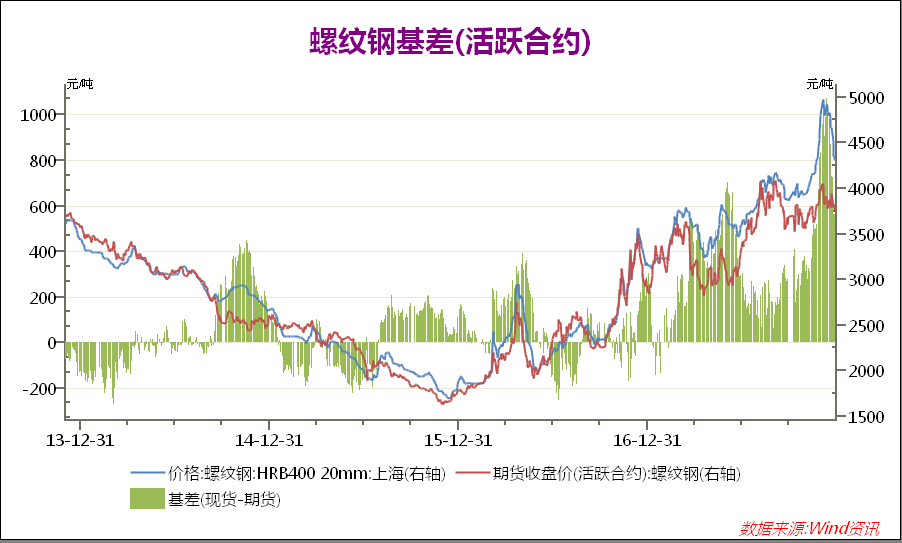 螺纹钢基差(活跃合约)
元/吨 元/吨
1000 5000
800 4500
600 4000
400 3500
200 3000
0 2500
-200 2000
1500
13-12-31 14-12-31 15-12-31 16-12-31
价格:螺纹钢:HRB400 20mm:上海(右轴) 期货收盘价(活跃合约):螺纹钢(右轴)
基差(现货-期货)
数据来源:Wind资讯